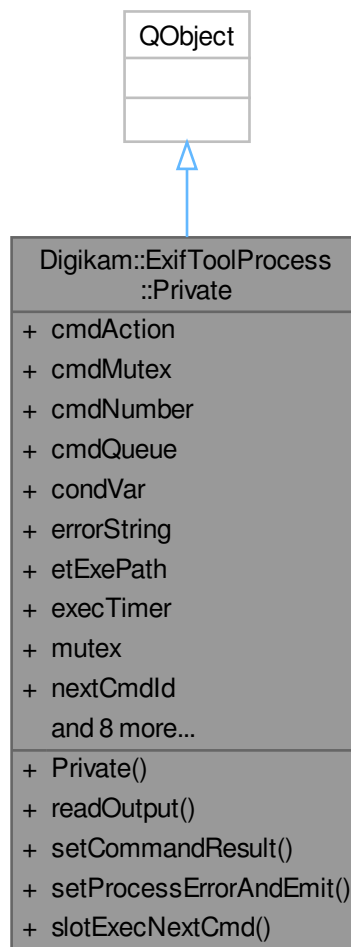 QObject
Digikam::ExifToolProcess
::Private
+ cmdAction
+ cmdMutex
+ cmdNumber
+ cmdQueue
+ condVar
+ errorString
+ etExePath
+ execTimer
+ mutex
+ nextCmdId
and 8 more...
+ Private()
+ readOutput()
+ setCommandResult()
+ setProcessErrorAndEmit()
+ slotExecNextCmd()